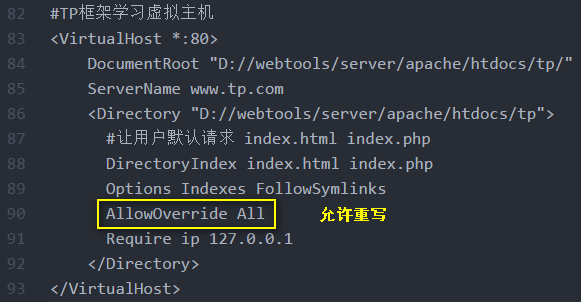 82 #TP框架学习虚拟主机
83 <VirtualHost *:80>
84 DocumentRoot "D://webtools/server/apache/htdocs/tp/"
85 ServerName www.tp.com
86 <Directory "D://webtools/server/apache/htdocs/tp">
87 #让用户默认请求 index.html index.php
88 DirectoryIndex index.html index.php
89 Options Indexes FollowSymlinks
90 AllowOverride All 允许重写
91 Require ip 127.0.0.1
92 </Directory>
93 </VirtualHost>